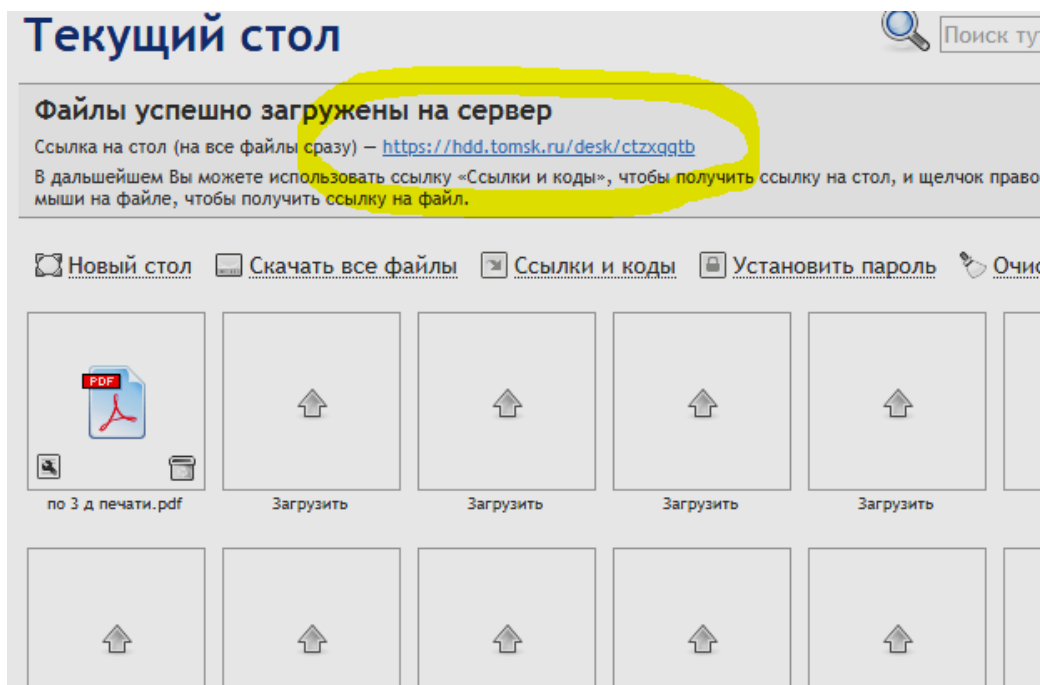 Текущий стол
Поиск ту
Файлы успешно загружены на сервер
Ссылка на стол (на все файлы сразу) — https://hdd.tomsk.ru/desk/ctzxqqtb
В дальшейшем Вы можете использовать ссылку «Ссылки и коды», чтобы получить ссылку на стол, и щелчок право
мыши на файле, чтобы получить ссылку на файл.
Новый стол Скачать все файлы Ссылки и коды Установить пароль Очис
PDF
по 3 д печати.pdf Загрузить Загрузить Загрузить Загрузить